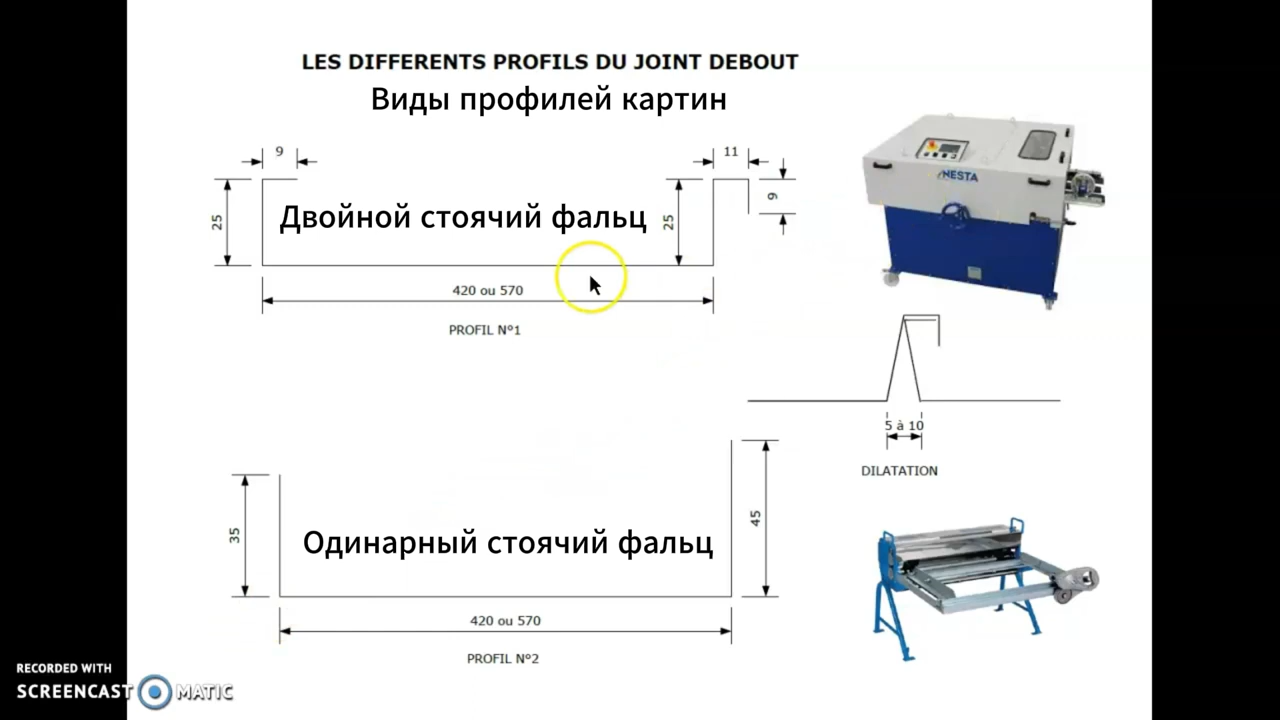 LES DIFFERENTS PROFILS DU JOINT DEBOUT
Виды профилей картин
9
11
25
Двойной стоячий фальц
25
9
420 ou 570
PROFIL N°1
NESTA
5 à 10
DILATATION
35
Одинарный стоячий фальц
45
420 ou 570
PROFIL N°2
RECORDED WITH
SCREENCAST MATIC